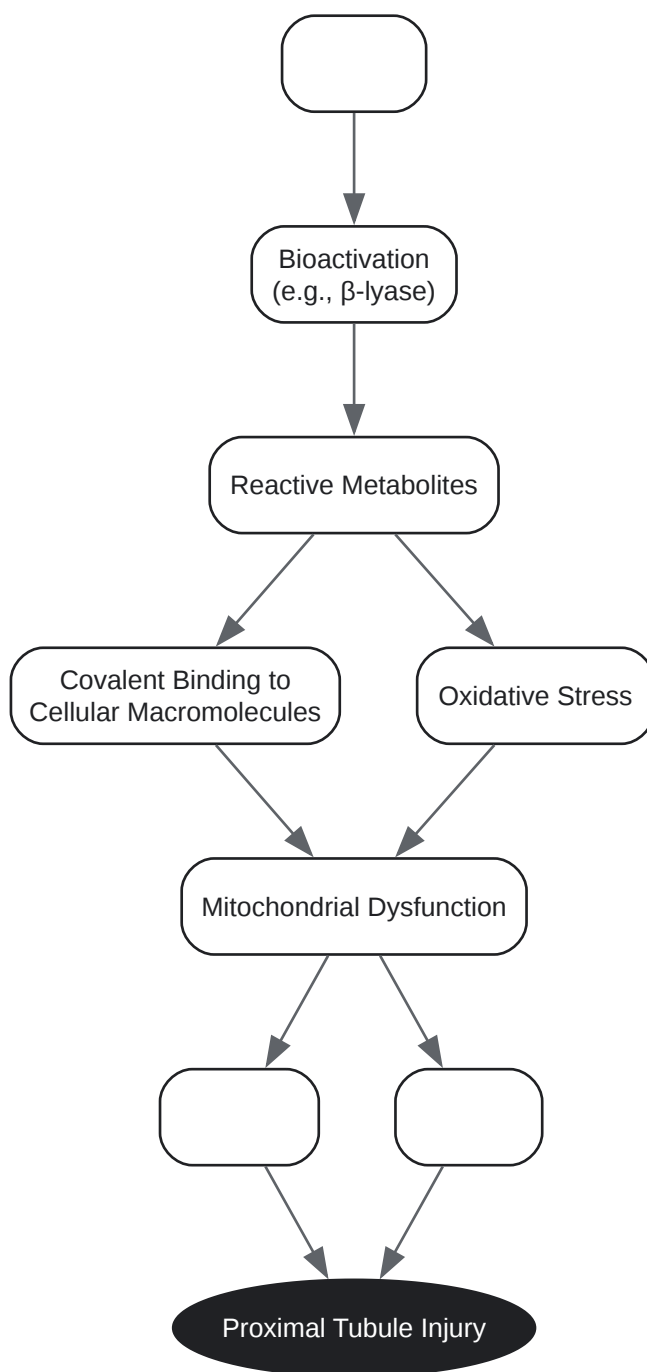 Bioactivation
(e.g., β-lyase)
Reactive Metabolites
Covalent Binding to
Cellular Macromolecules
Oxidative Stress
Mitochondrial Dysfunction
Proximal Tubule Injury